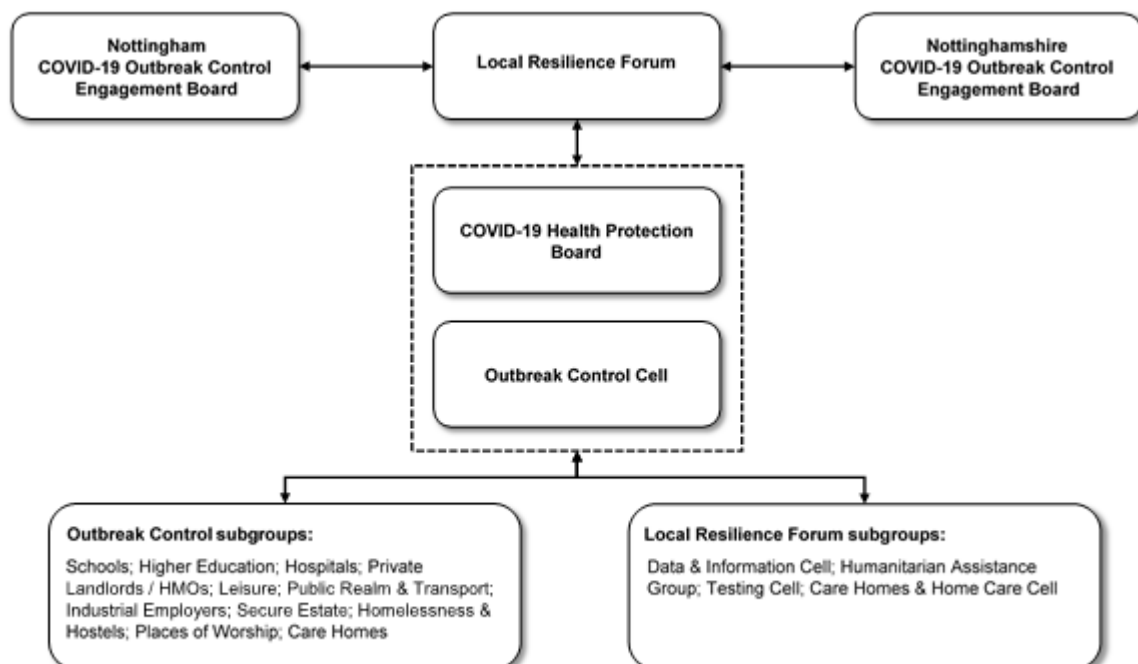 Nottingham
COVID-19 Outbreak Control
Engagement Board
Local Resilience Forum
Nottinghamshire
COVID-19 Outbreak Control
Engagement Board
COVID-19 Health Protection
Board
Outbreak Control Cell
Outbreak Control subgroups:
Schools; Higher Education; Hospitals; Private
Landlords / HMOs; Leisure; Public Realm & Transport;
Industrial Employers; Secure Estate; Homelessness &
Hostels; Places of Worship; Care Homes
Local Resilience Forum subgroups:
Data & Information Cell; Humanitarian Assistance
Group; Testing Cell; Care Homes & Home Care Cell